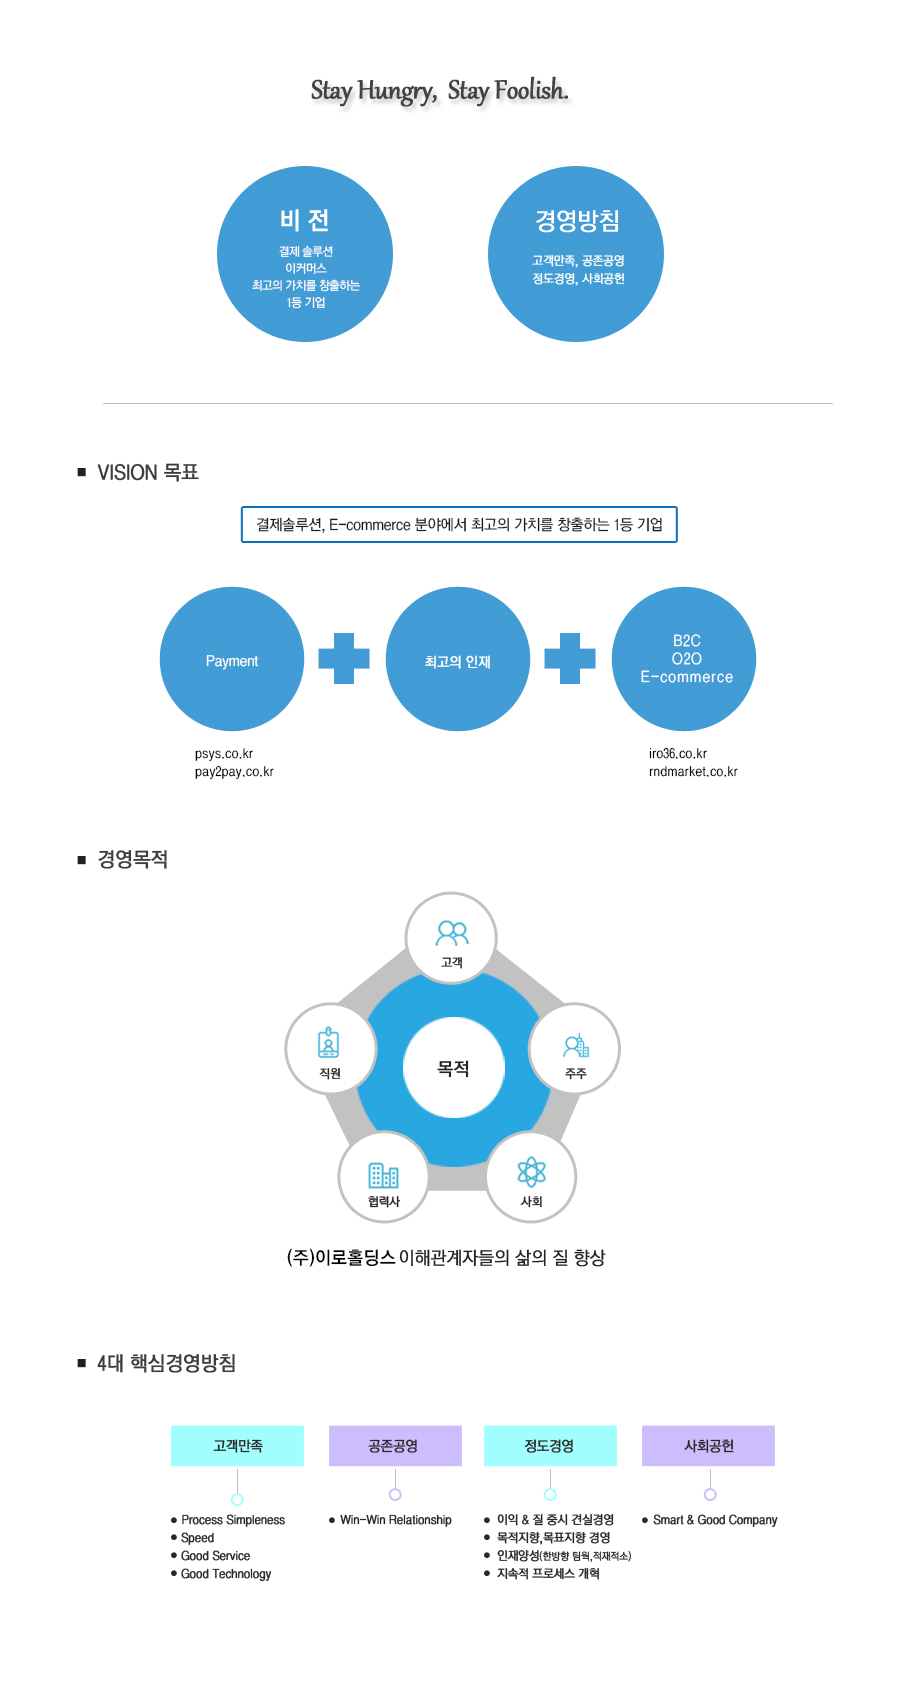 Stay Hungry, Stay Foolish.
비 전
결제 솔루션
이커머스
최고의 가치를 창출하는
1등 기업
경영방침
고객만족, 공존공영
정도경영, 사회공헌
VISION 목표
결제솔루션, E-commerce 분야에서 최고의 가치를 창출하는 1등 기업
Payment
최고의 인재
B2C
O2O
E-commerce
psys.co.kr
pay2pay.co.kr
iro36.co.kr
rndmarket.co.kr
경영목적
고객
직원
목적
주주
협력사
사회
(주)이로홀딩스 이해관계자들의 삶의 질 향상
4대 핵심경영방침
고객만족
● Process Simpleness
● Speed
● Good Service
● Good Technology
공존공영
● Win-Win Relationship
정도경영
● 이익 & 질 중시 견실경영
● 목적지향,목표지향 경영
● 인재양성(한방향 팀웍,적재적소)
● 지속적 프로세스 개혁
사회공헌
● Smart & Good Company